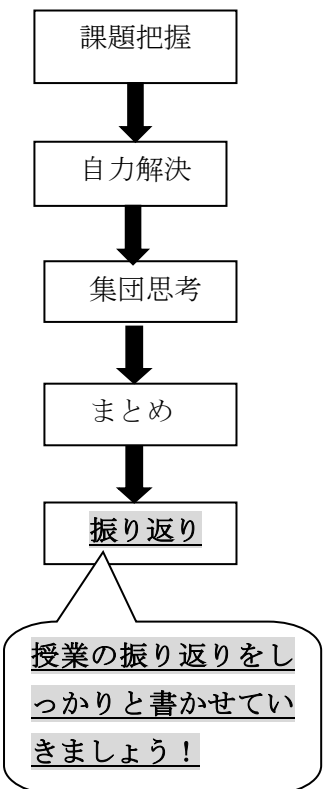 課題把握
自力解決
集団思考
まとめ
振り返り
授業の振り返りをし
っかりと書かせてい
きましょう！